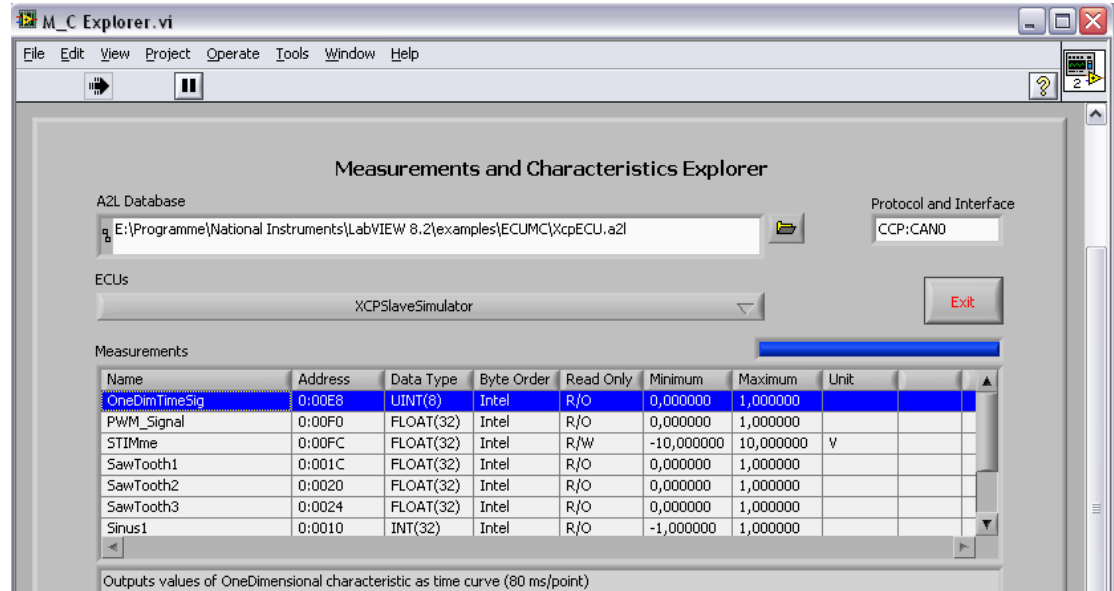 M_C Explorer.vi
File Edit View Project Operate Tools Window Help
2
Measurements and Characteristics Explorer
A2L Database
Protocol and Interface
E:\Programme\National Instruments\LabVIEW 8.2\examples\ECUMC\XcpECU.a2l
CCP:CAN0
ECUs
XCPSlaveSimulator
Exit
Measurements
Name Address Data Type Byte Order Read Only Minimum Maximum Unit
OneDimTimeSig 0:00E8 UINT(8) Intel R/O 0,000000 1,000000
PWM_Signal 0:00F0 FLOAT(32) Intel R/O 0,000000 1,000000
STIMme 0:00FC FLOAT(32) Intel R/W -10,000000 10,000000 V
SawTooth1 0:001C FLOAT(32) Intel R/O 0,000000 1,000000
SawTooth2 0:0020 FLOAT(32) Intel R/O 0,000000 1,000000
SawTooth3 0:0024 FLOAT(32) Intel R/O 0,000000 1,000000
Sinus1 0:0010 INT(32) Intel R/O -1,000000 1,000000
Outputs values of OneDimensional characteristic as time curve (80 ms/point)